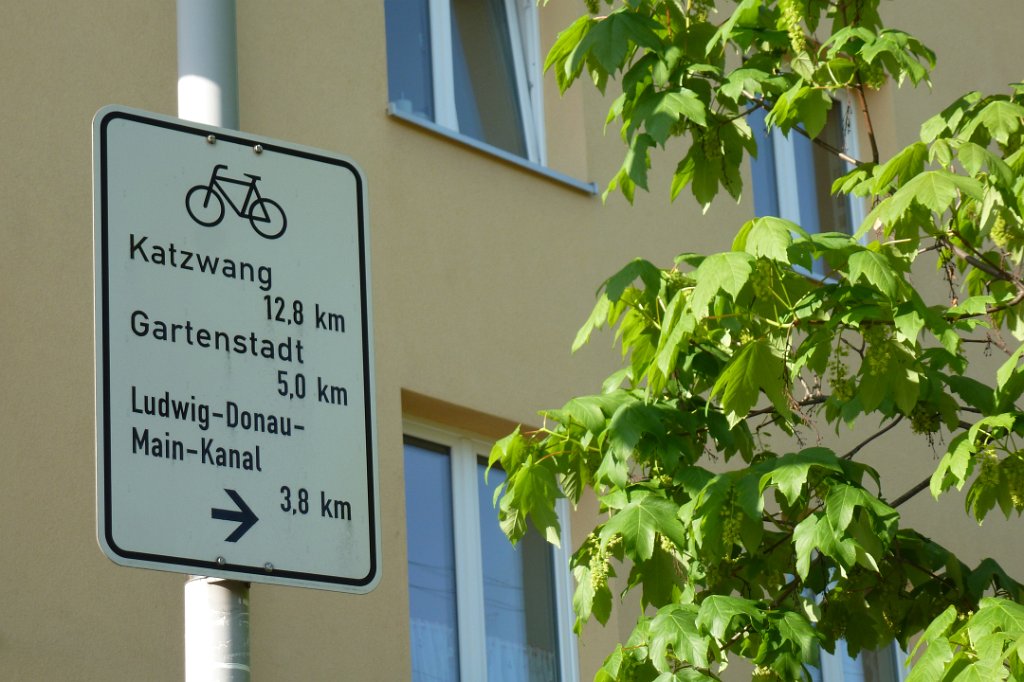 Katzwang
12,8 km
Gartenstadt
5,0 km
Ludwig-Donau-
Main-Kanal
3,8 km